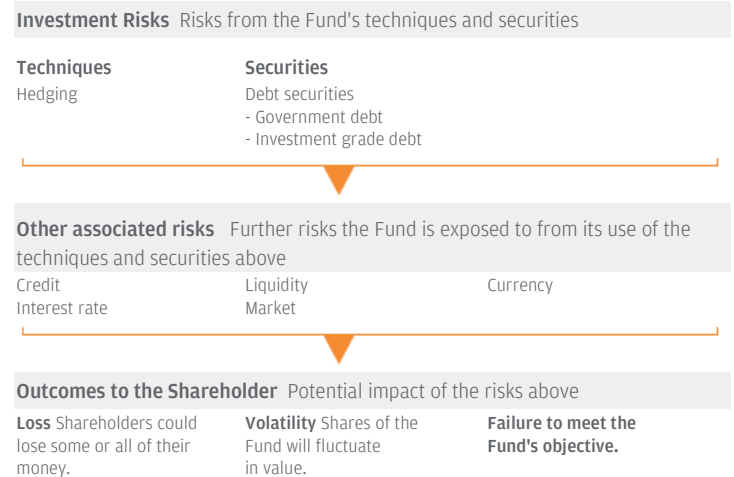 Investment Risks Risks from the Fund's techniques and securities
Techniques
Hedging
Securities
Debt securities
- Government debt
- Investment grade debt
Other associated risks Further risks the Fund is exposed to from its use of the
techniques and securities above
Credit
Interest rate
Liquidity
Market
Currency
Outcomes to the Shareholder Potential impact of the risks above
Loss Shareholders could
lose some or all of their
money.
Volatility Shares of the
Fund will fluctuate
in value.
Failure to meet the
Fund's objective.